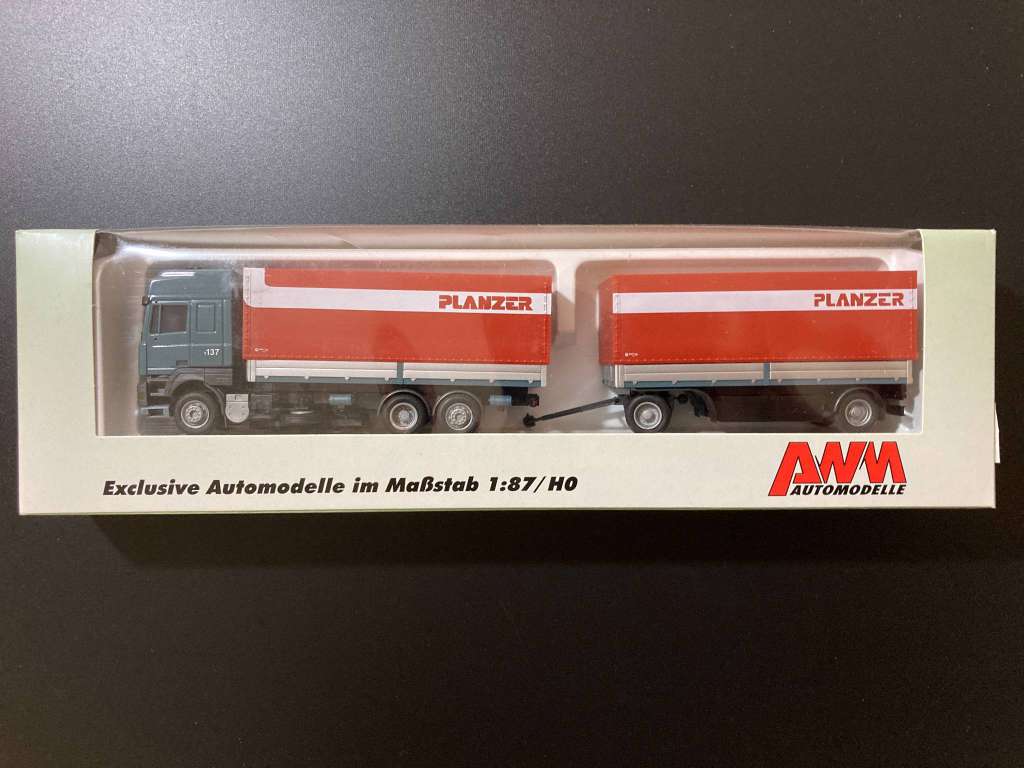 PLANZER
PLANZER
137
Exclusive Automodelle im Maßstab 1:87/H0
AWM
AUTOMODELLE